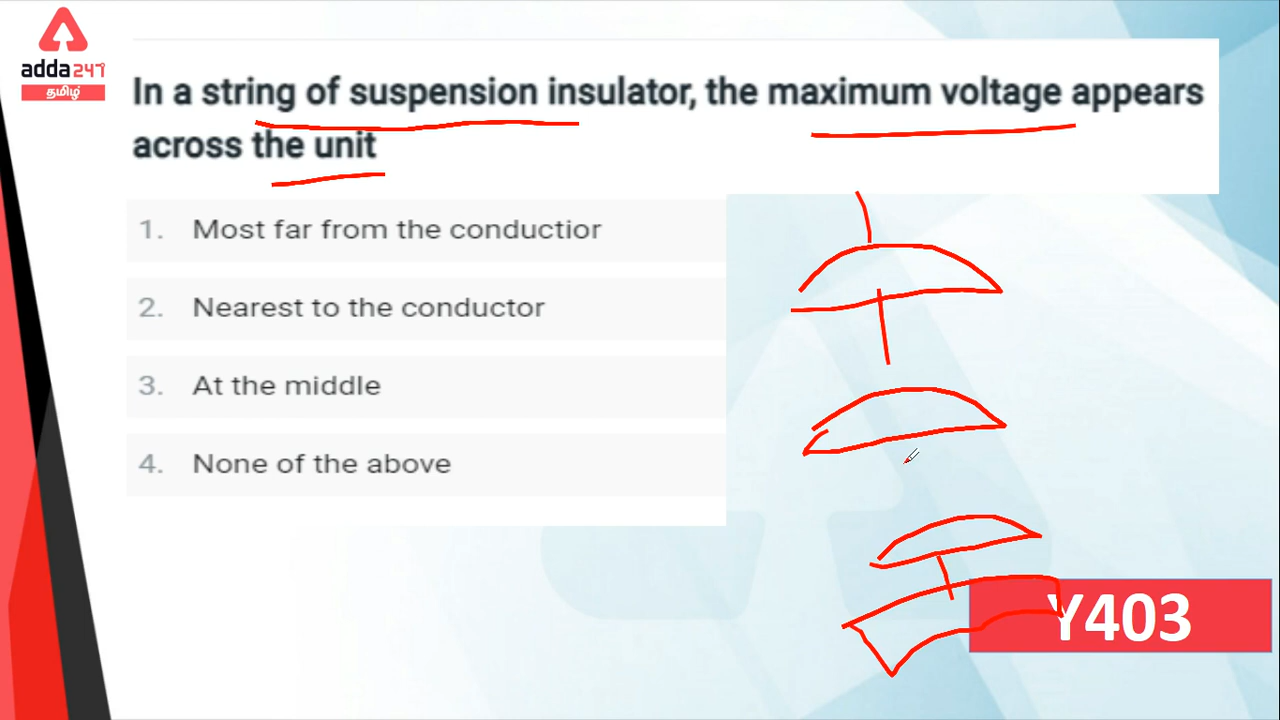 adda247
தமிழ்
In a string of suspension insulator, the maximum voltage appears
across the unit
1. Most far from the conductior
2. Nearest to the conductor
3. At the middle
4. None of the above
Y403